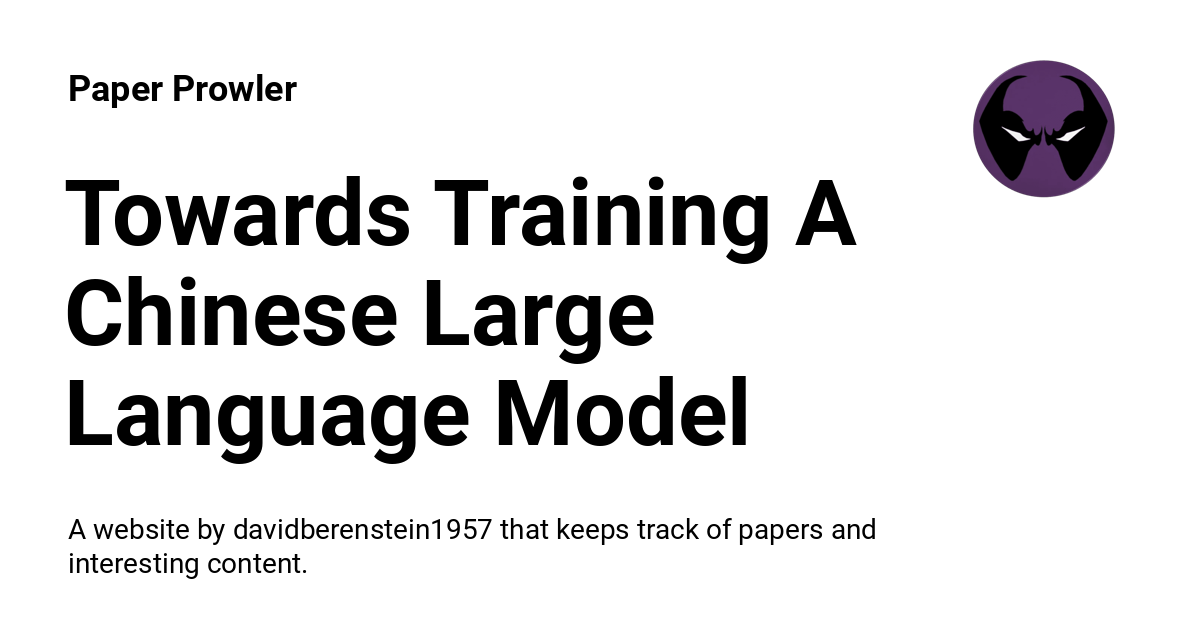 Paper Prowler
Towards Training A
Chinese Large
Language Model
A website by davidberenstein1957 that keeps track of papers and
interesting content.